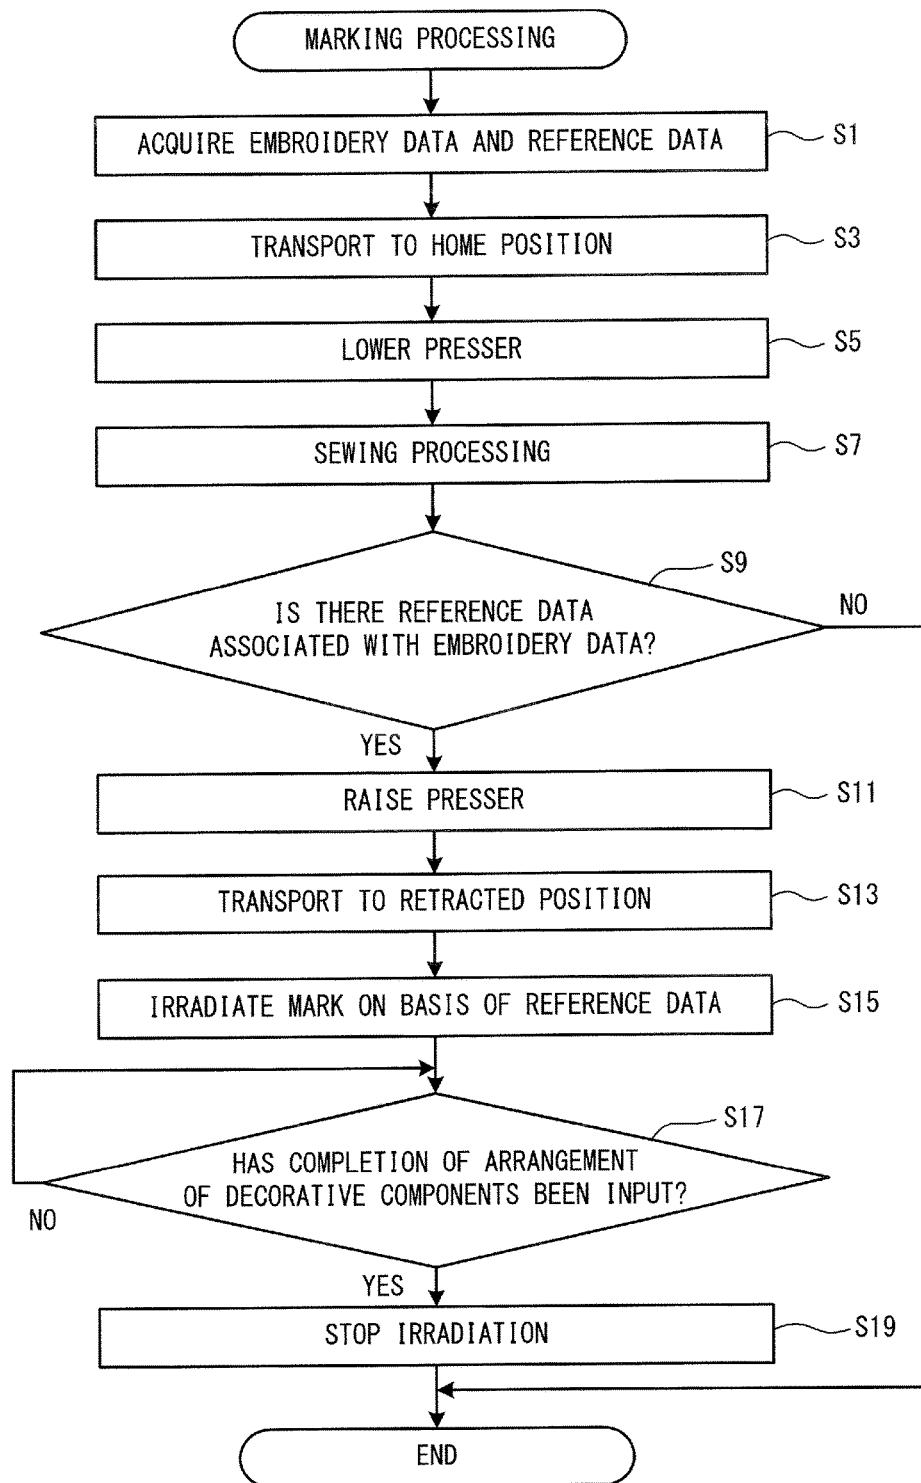 MARKING PROCESSING
ACQUIRE EMBROIDERY DATA AND REFERENCE DATA
S1
TRANSPORT TO HOME POSITION
S3
LOWER PRESSER
S5
SEWING PROCESSING
S7
S9
IS THERE REFERENCE DATA
ASSOCIATED WITH EMBROIDERY DATA?
NO
YES
RAISE PRESSER
S11
TRANSPORT TO RETRACTED POSITION
S13
IRRADIATE MARK ON BASIS OF REFERENCE DATA
S15
S17
HAS COMPLETION OF ARRANGEMENT
OF DECORATIVE COMPONENTS BEEN INPUT?
NO
YES
STOP IRRADIATION
S19
END